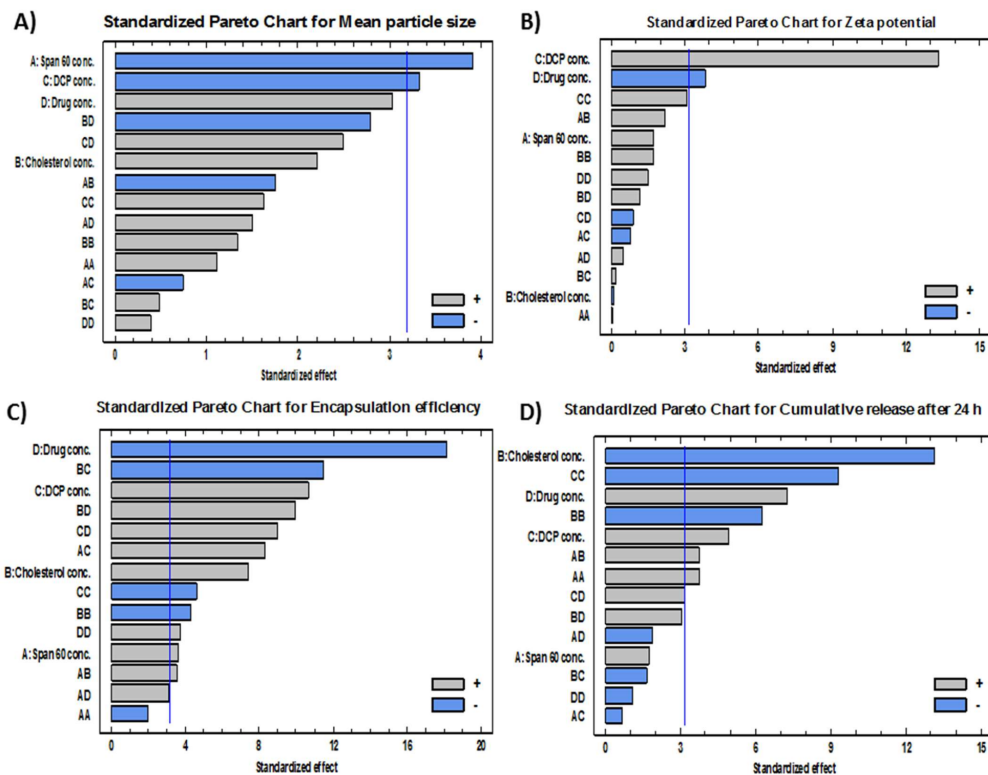 A)
Standardized Pareto Chart for Mean particle size
A: Span 60 conc.
C:DCP conc.
D: Drug conc.
BD
CD
B: Cholesterol conc.
AB
CC
AD
BB
AA
AC
BC
DD
+
-
0 1 2 3 4
Standardized effect
B)
Standardized Pareto Chart for Zeta potential
C:DCP conc.
D:Drug conc.
CC
AB
A: Span 60 conc.
BB
DD
BD
CD
AC
AD
BC
B: Cholesterol conc.
AA
+
-
0 3 6 9 12 15
Standardized effect
C)
Standardized Pareto Chart for Encapsulation efficiency
D:Drug conc.
BC
C:DCP conc.
BD
CD
AC
B:Cholesterol conc.
CC
BB
DD
A: Span 60 conc.
AB
AD
AA
+
-
0 4 8 12 16 20
Standardized effect
D)
Standardized Pareto Chart for Cumulative release after 24 h
B:Cholesterol conc.
CC
D:Drug conc.
BB
C:DCP conc.
AB
AA
CD
BD
AD
A: Span 60 conc.
BC
DD
AC
+
-
0 3 6 9 12 15
Standardized effect